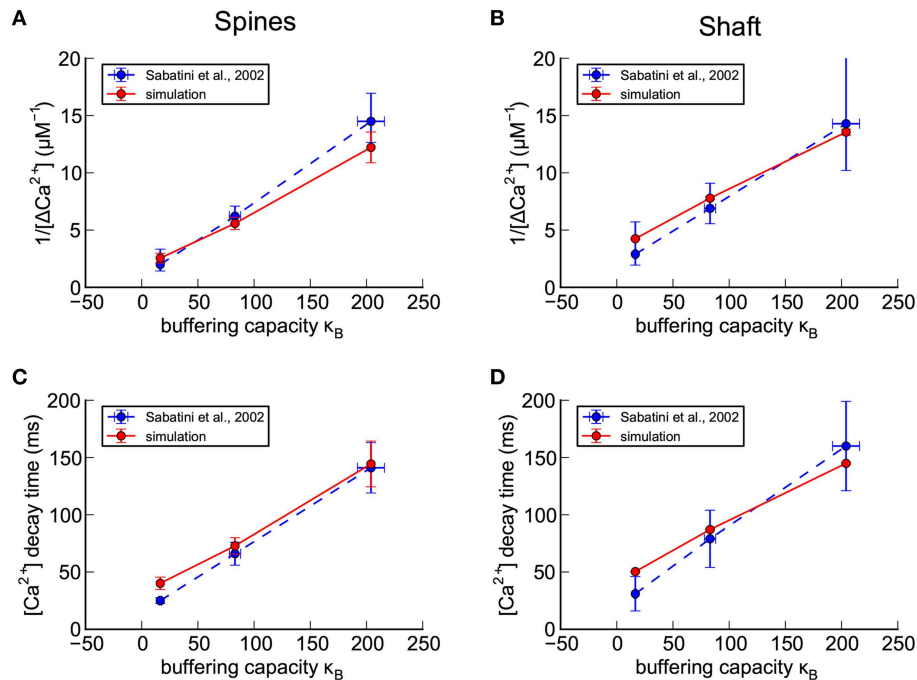 A
Spines
B
Shaft
20
15
10
5
0
1/[ΔCa²⁺] (μM⁻¹)
Sabatini et al., 2002
simulation
−50 0 50 100 150 200 250
buffering capacity κ_B
20
15
10
5
0
1/[ΔCa²⁺] (μM⁻¹)
Sabatini et al., 2002
simulation
−50 0 50 100 150 200 250
buffering capacity κ_B
C
200
150
100
50
0
[Ca²⁺] decay time (ms)
Sabatini et al., 2002
simulation
−50 0 50 100 150 200 250
buffering capacity κ_B
D
200
150
100
50
0
[Ca²⁺] decay time (ms)
Sabatini et al., 2002
simulation
−50 0 50 100 150 200 250
buffering capacity κ_B